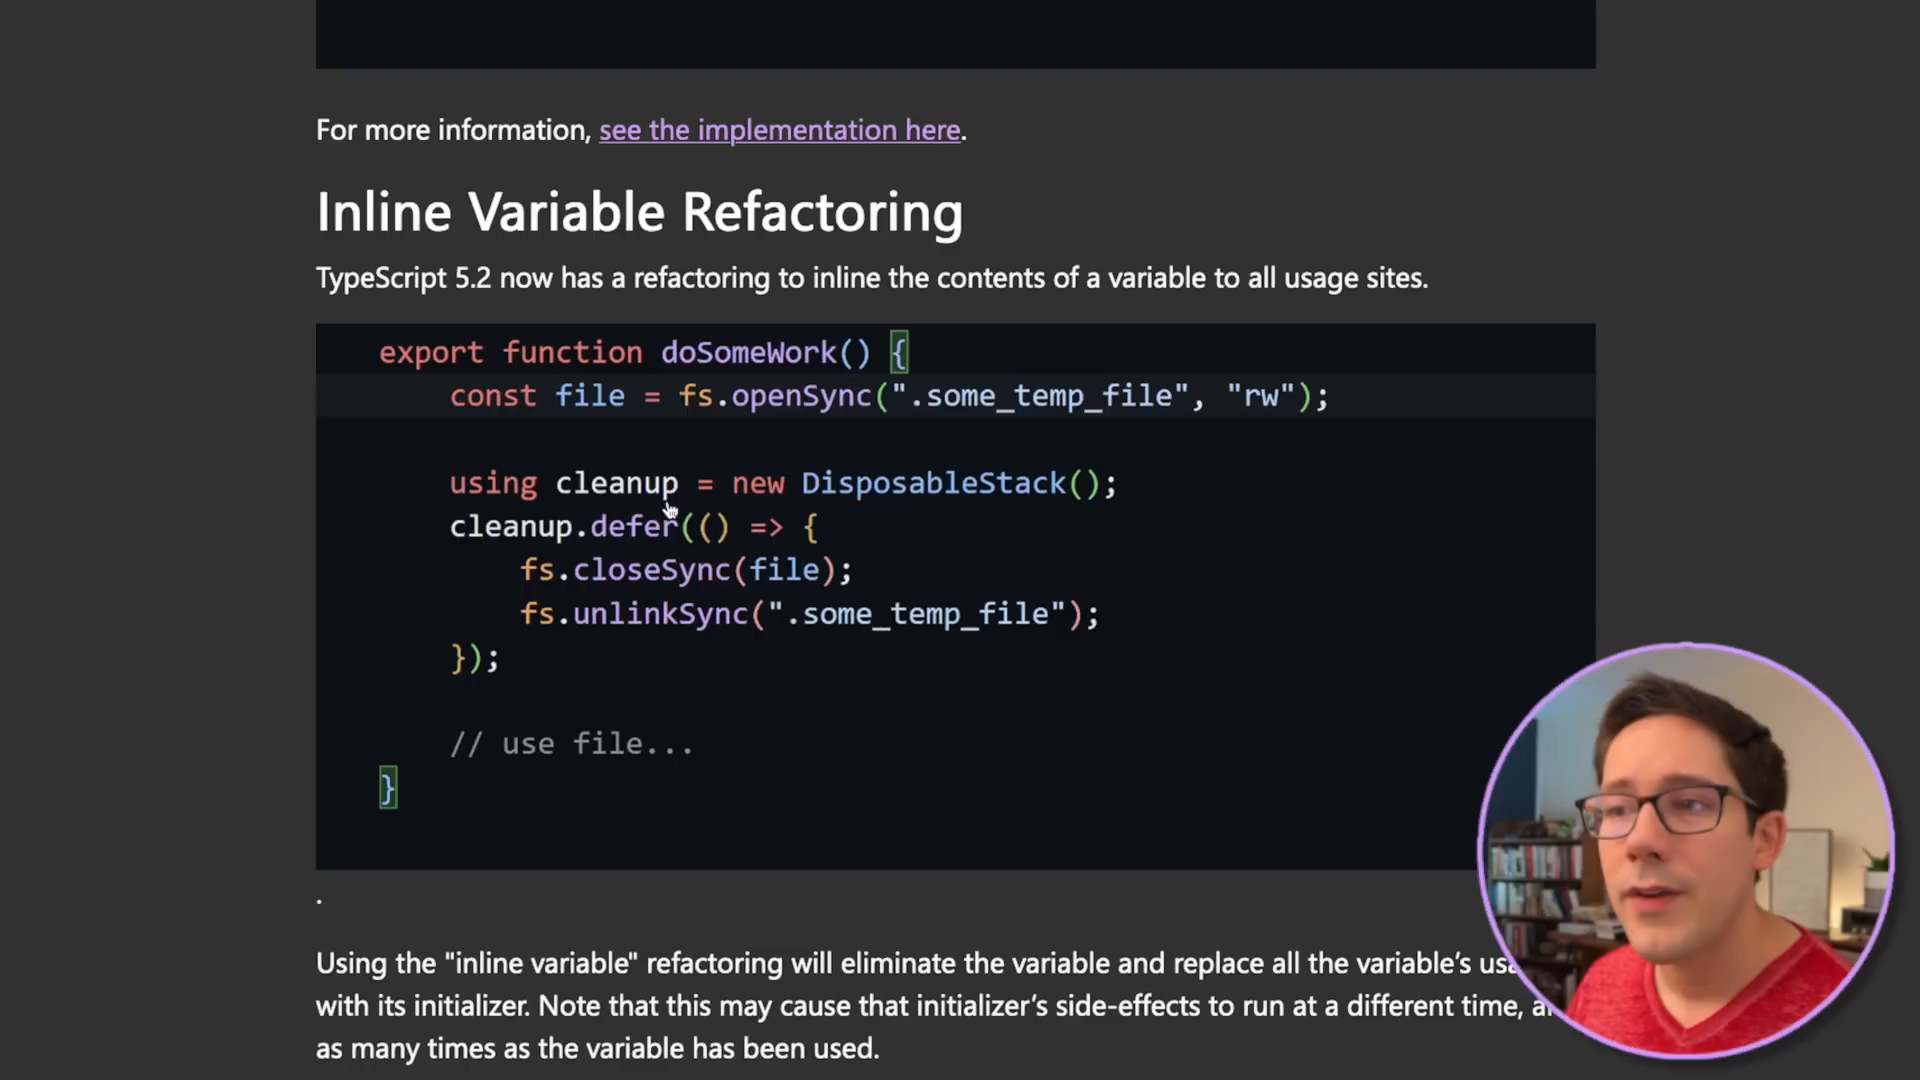 For more information, see the implementation here.
Inline Variable Refactoring
TypeScript 5.2 now has a refactoring to inline the contents of a variable to all usage sites.
export function doSomeWork() {
const file = fs.openSync(".some_temp_file", "rw");
using cleanup = new DisposableStack();
cleanup.defer(() => {
fs.closeSync(file);
fs.unlinkSync(".some_temp_file");
});
// use file...
}
.
Using the "inline variable" refactoring will eliminate the variable and replace all the variable's
with its initializer. Note that this may cause that initializer's side-effects to run at a different time,
as many times as the variable has been used.